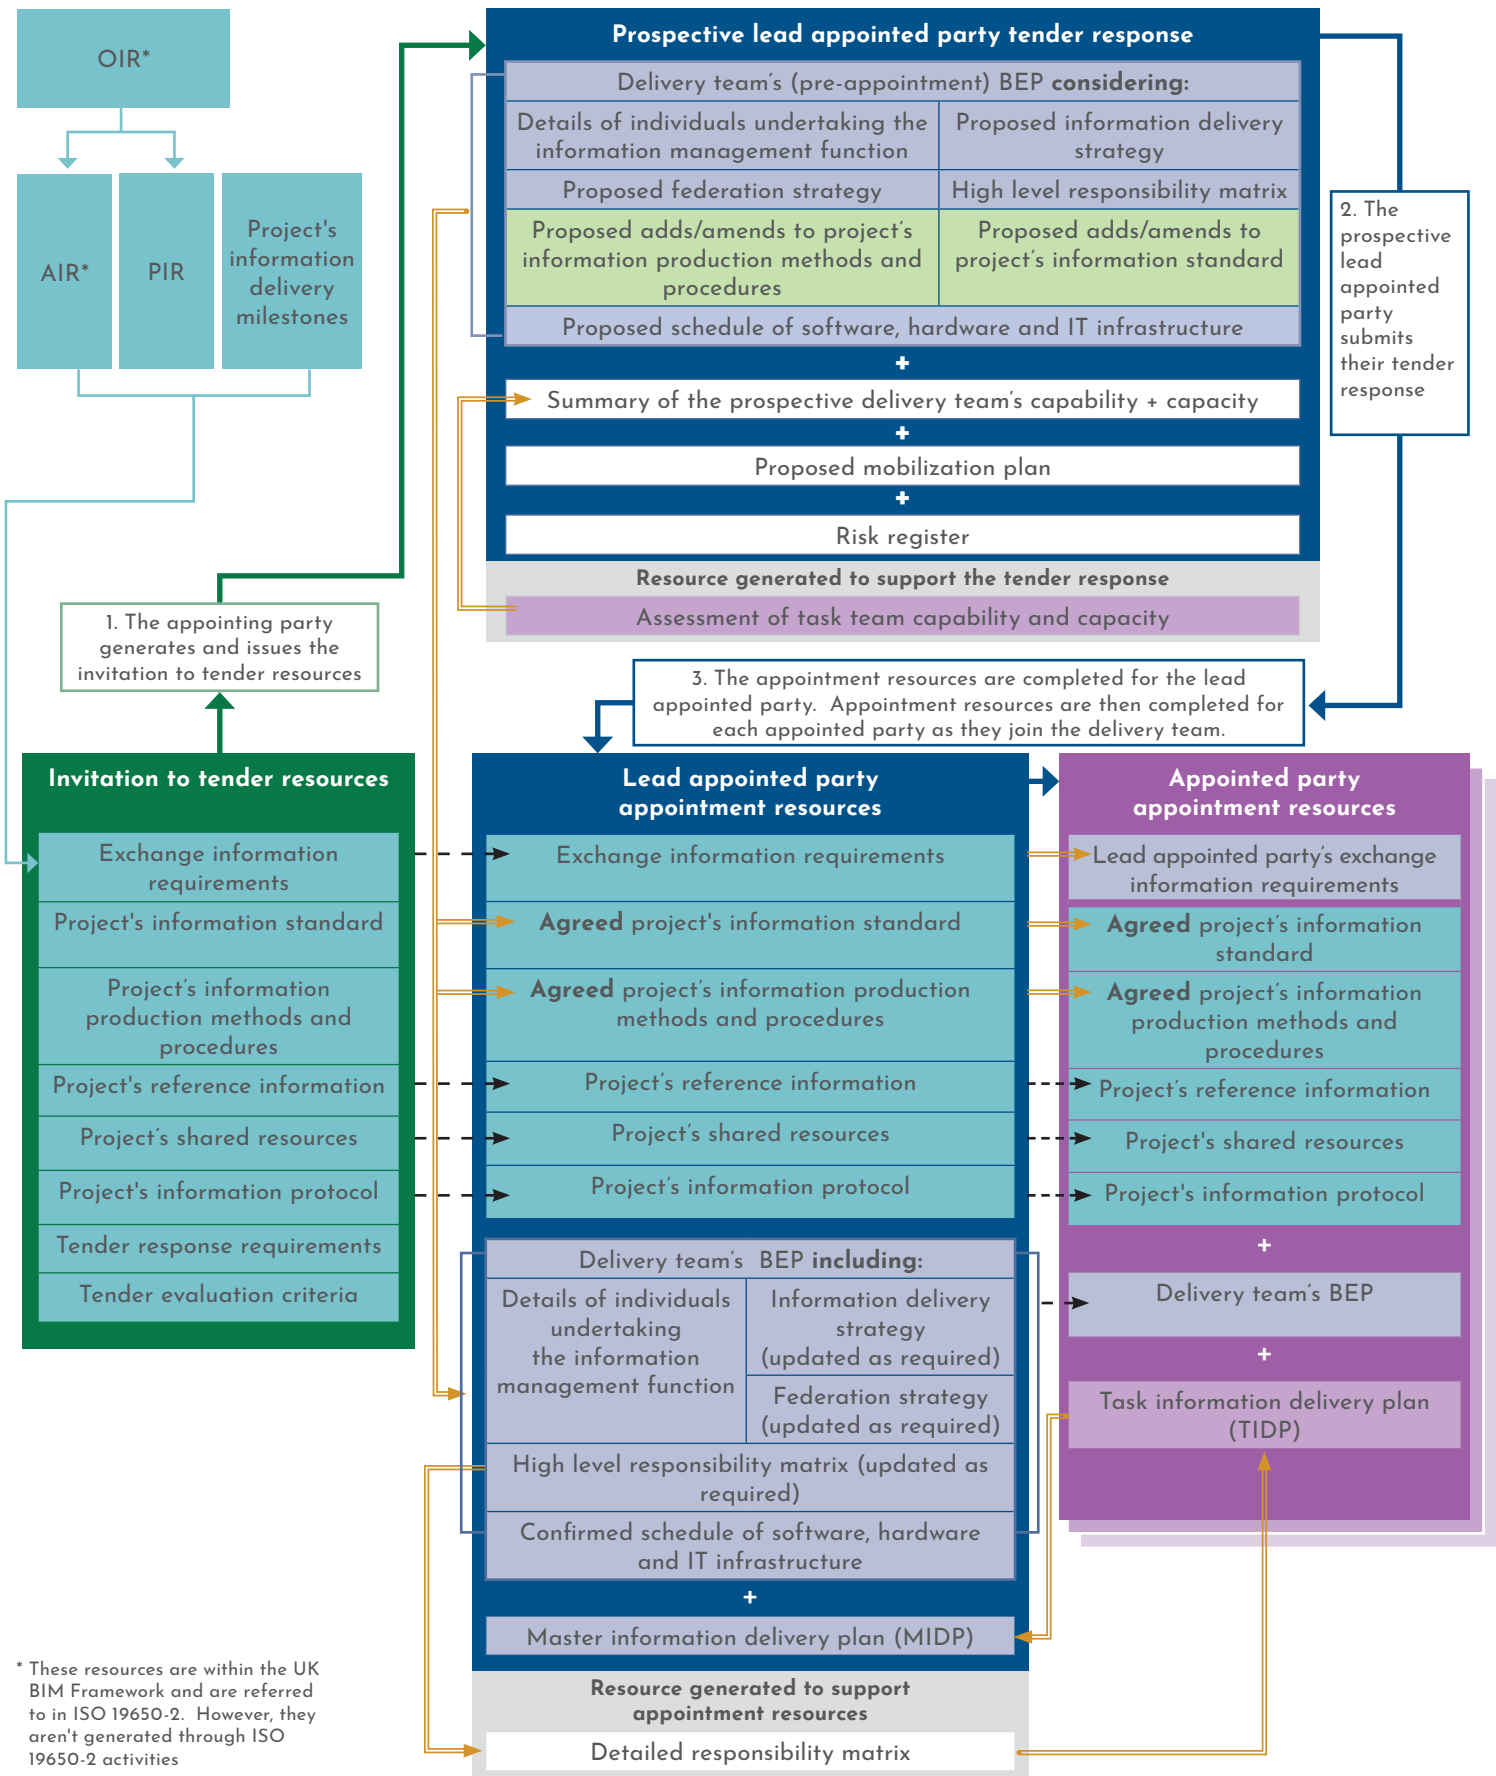 OIR*
AIR*
PIR
Project's
information
delivery
milestones
Prospective lead appointed party tender response
Delivery team's (pre-appointment) BEP considering:
Details of individuals undertaking the
information management function
Proposed information delivery
strategy
Proposed federation strategy
High level responsibility matrix
Proposed adds/amends to project's
information production methods and
procedures
Proposed adds/amends to
project's information standard
Proposed schedule of software, hardware and IT infrastructure
+
Summary of the prospective delivery team's capability + capacity
+
Proposed mobilization plan
+
Risk register
Resource generated to support the tender response
Assessment of task team capability and capacity
2. The
prospective
lead
appointed
party
submits
their tender
response
1. The appointing party
generates and issues the
invitation to tender resources
3. The appointment resources are completed for the lead
appointed party. Appointment resources are then completed for
each appointed party as they join the delivery team.
Invitation to tender resources
Exchange information
requirements
Project's information standard
Project's information
production methods and
procedures
Project's reference information
Project's shared resources
Project's information protocol
Tender response requirements
Tender evaluation criteria
Lead appointed party
appointment resources
Exchange information requirements
Agreed project's information standard
Agreed project's information production
methods and procedures
Project's reference information
Project's shared resources
Project's information protocol
Delivery team's BEP including:
Details of individuals
undertaking
the information
management function
Information delivery
strategy
(updated as required)
Federation strategy
(updated as required)
High level responsibility matrix (updated as
required)
Confirmed schedule of software, hardware
and IT infrastructure
+
Master information delivery plan (MIDP)
Resource generated to support
appointment resources
Detailed responsibility matrix
Appointed party
appointment resources
Lead appointed party's exchange
information requirements
Agreed project's information
standard
Agreed project's information
production methods and
procedures
Project's reference information
Project's shared resources
Project's information protocol
+
Delivery team's BEP
+
Task information delivery plan
(TIDP)
* These resources are within the UK
BIM Framework and are referred
to in ISO 19650-2. However, they
aren't generated through ISO
19650-2 activities